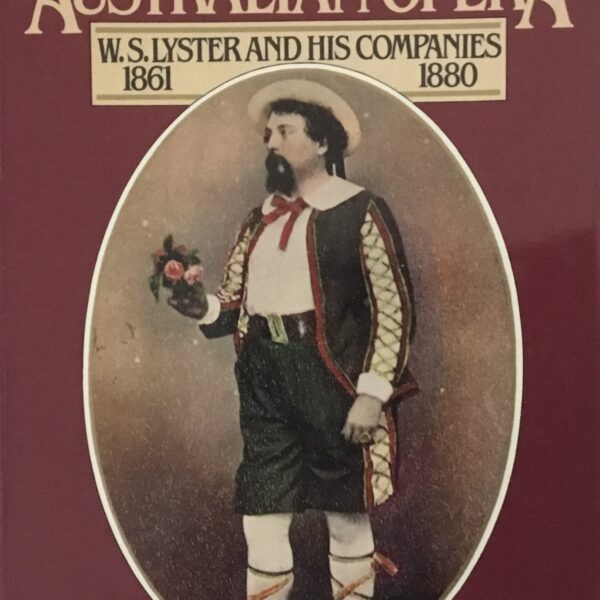 AUSTRALIAN OPERA
W.S. LYSTER AND HIS COMPANIES
1861 1880